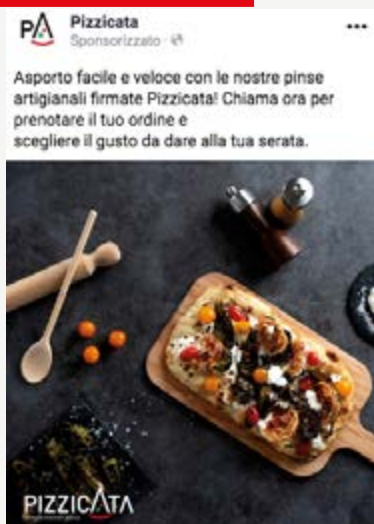 PA
Pizzicata
Sponsorizzato
Asporto facile e veloce con le nostre pinse
artigianali firmate Pizzicata! Chiama ora per
prenotare il tuo ordine e
scegliere il gusto da dare alla tua serata.
PIZZICATA